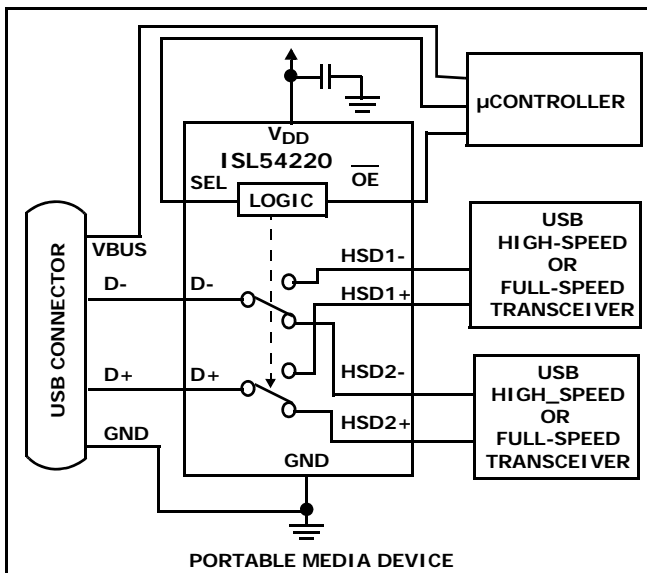 µCONTROLLER
VDD
ISL54220
SEL
OE
LOGIC
USB CONNECTOR
VBUS
D-
D-
D+
D+
GND
HSD1-
HSD1+
HSD2-
HSD2+
GND
USB
HIGH-SPEED
OR
FULL-SPEED
TRANSCEIVER
USB
HIGH_SPEED
OR
FULL-SPEED
TRANSCEIVER
PORTABLE MEDIA DEVICE